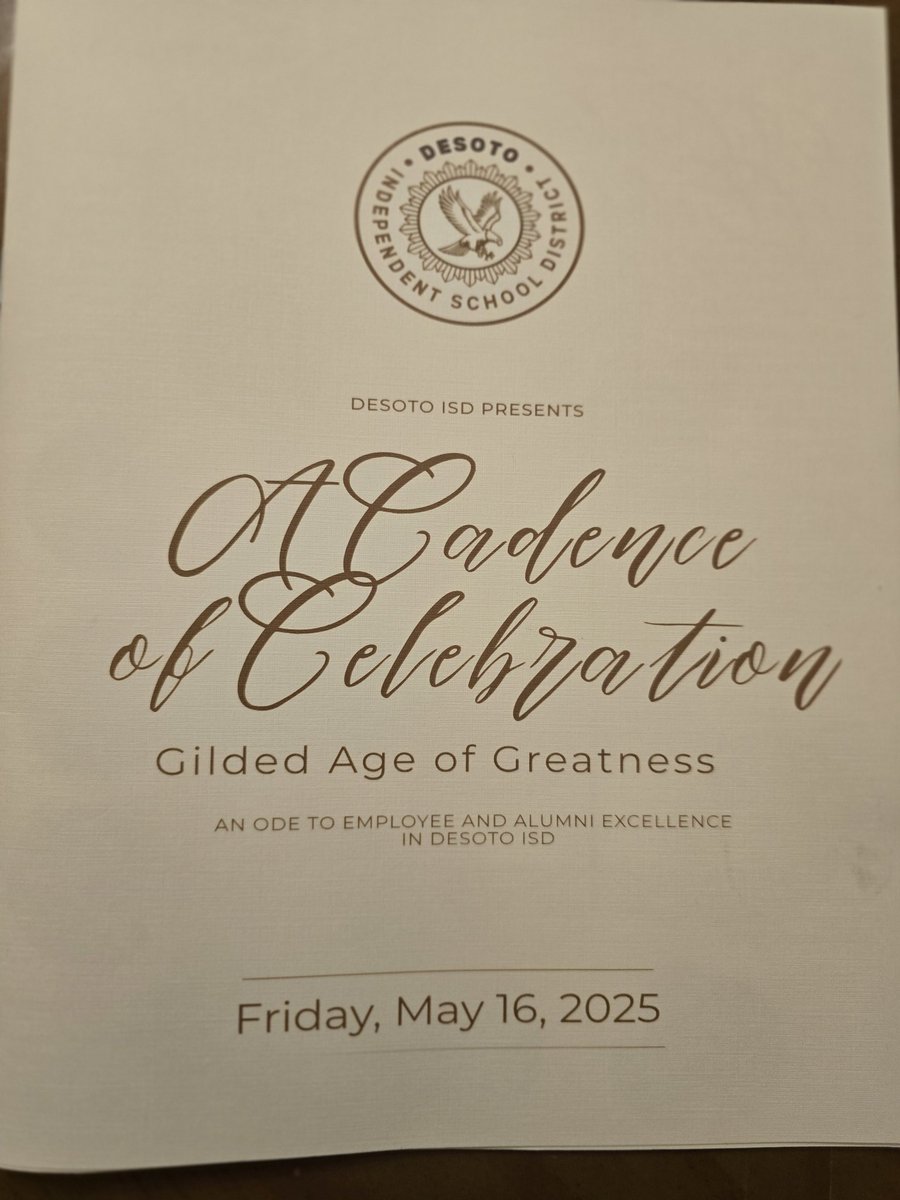 DESOTO
INDEPENDENT SCHOOL DISTRICT
DESOTO ISD PRESENTS
A Cadence
of Celebration
Gilded Age of Greatness
AN ODE TO EMPLOYEE AND ALUMNI EXCELLENCE
IN DESOTO ISD
Friday, May 16, 2025